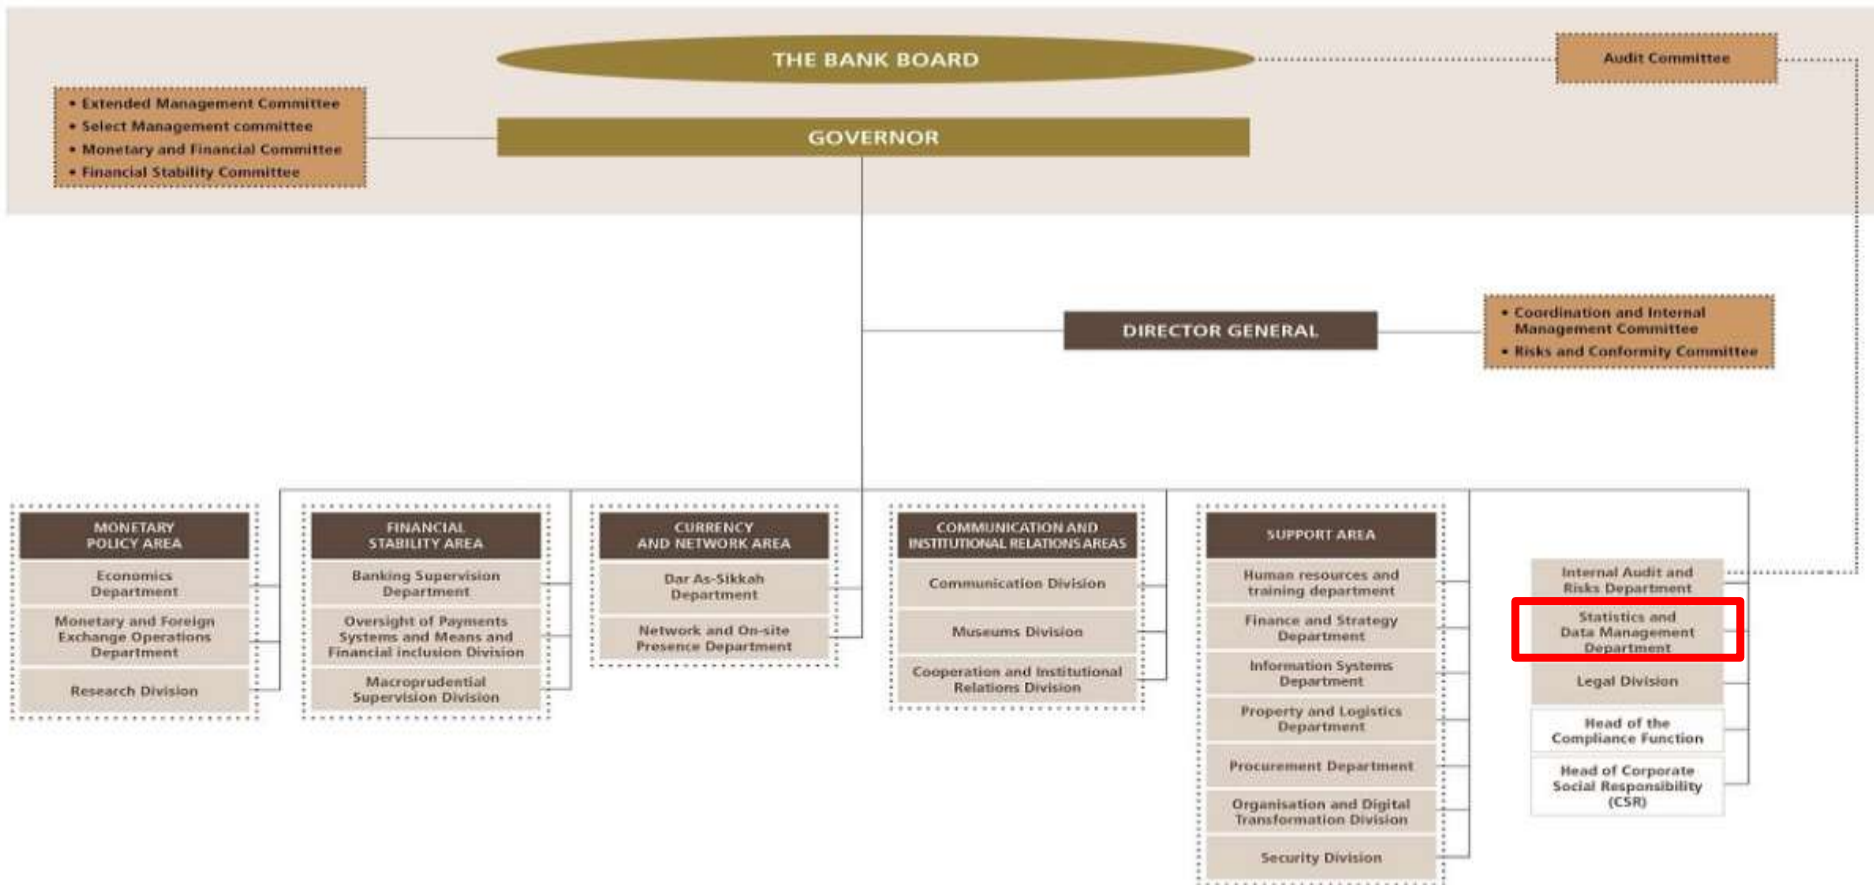 THE BANK BOARD
Audit Committee
• Extended Management Committee
• Select Management committee
• Monetary and Financial Committee
• Financial Stability Committee
GOVERNOR
DIRECTOR GENERAL
• Coordination and Internal
Management Committee
• Risks and Conformity Committee
MONETARY
POLICY AREA
Economics
Department
Monetary and Foreign
Exchange Operations
Department
Research Division
FINANCIAL
STABILITY AREA
Banking Supervision
Department
Oversight of Payments
Systems and Means and
Financial inclusion Division
Macroprudential
Supervision Division
CURRENCY
AND NETWORK AREA
Dar As-Sikkah
Department
Network and On-site
Presence Department
COMMUNICATION AND
INSTITUTIONAL RELATIONS AREAS
Communication Division
Museums Division
Cooperation and Institutional
Relations Division
SUPPORT AREA
Human resources and
training department
Finance and Strategy
Department
Information Systems
Department
Property and Logistics
Department
Procurement Department
Organisation and Digital
Transformation Division
Security Division
Internal Audit and
Risks Department
Statistics and
Data Management
Department
Legal Division
Head of the
Compliance Function
Head of Corporate
Social Responsibility
(CSR)